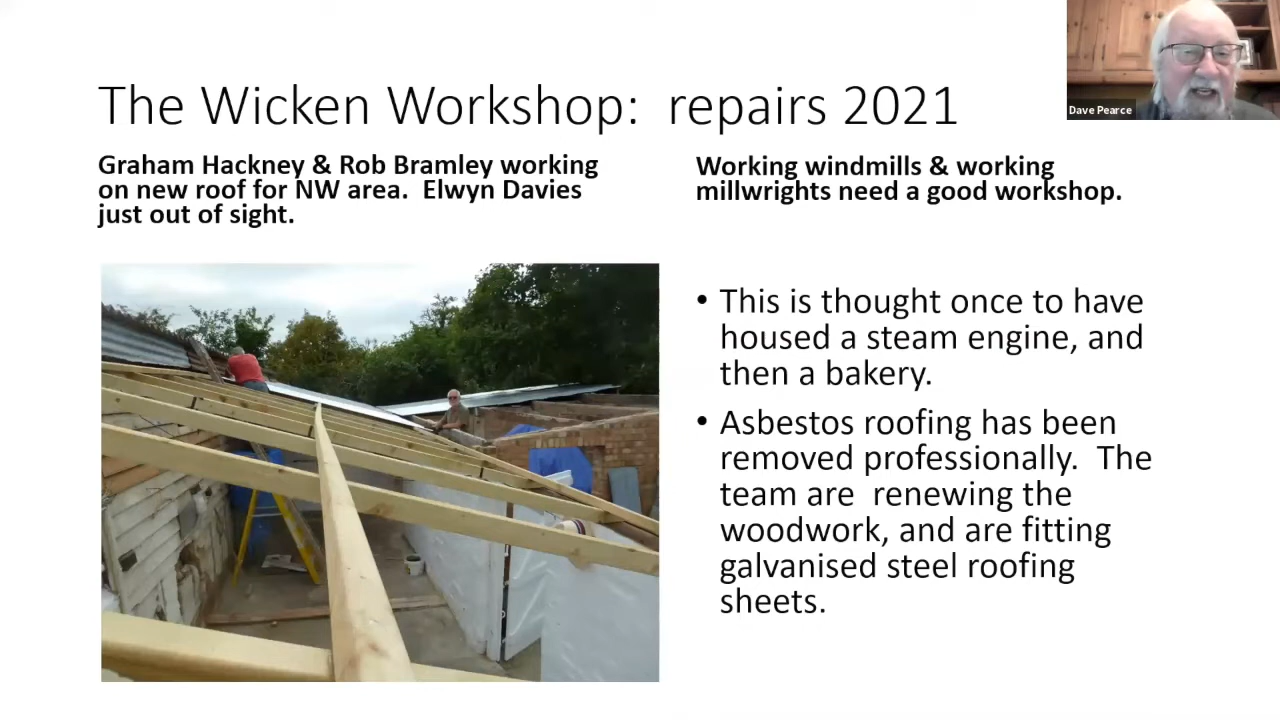 Dave Pearce
The Wicken Workshop:  repairs 2021
Graham Hackney & Rob Bramley working
on new roof for NW area.  Elwyn Davies
just out of sight.
Working windmills & working
millwrights need a good workshop.
• This is thought once to have
housed a steam engine, and
then a bakery.
• Asbestos roofing has been
removed professionally.  The
team are  renewing the
woodwork, and are fitting
galvanised steel roofing
sheets.